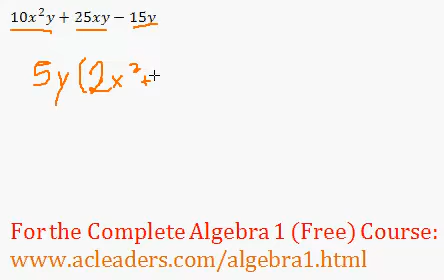 10x²y + 25xy − 15y
5y(2x² +
For the Complete Algebra 1 (Free) Course:
www.acleaders.com/algebra1.html